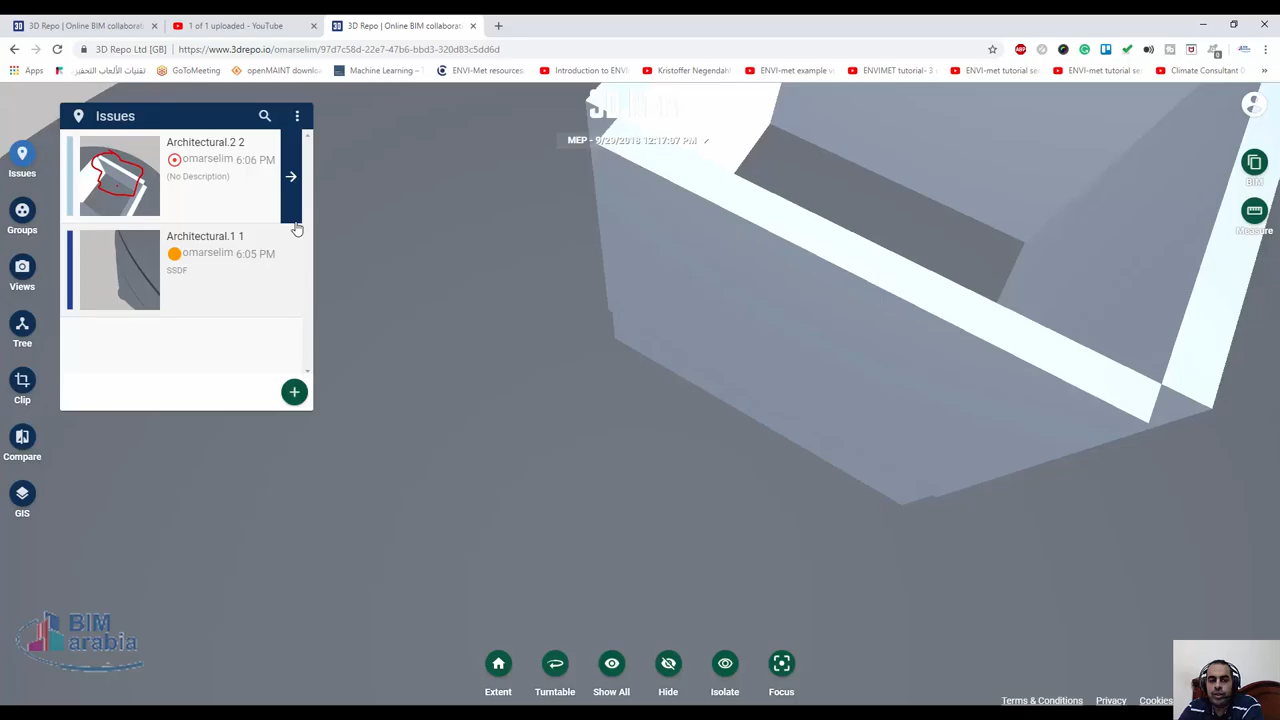 3D Repo | Online BIM collabora
1 of 1 uploaded - YouTube
3D Repo | Online BIM collabora
3D Repo Ltd [GB]
https://www.3drepo.io/omarselim/97d7c58d-22e7-47b6-bbd3-320d83c5dd6d
Apps
تقنيات الألعاب التحفيز
GoToMeeting
openMAINT downlo
Machine Learning -
ENVI-Met resources
Introduction to ENVI
Kristoffer Negendahl
ENVI-met example v
ENVIMET tutorial- 3
ENVI-met tutorial se
ENVI-met tutorial se
Climate Consultant
Issues
MEP - 9/29/2018 12:17:07 PM
Architectural.2 2
omarselim 6:06 PM
(No Description)
Architectural.1 1
omarselim 6:05 PM
SSDF
Issues
Groups
Views
Tree
Clip
Compare
GIS
BIM
Measure
BIM
arabia
Extent
Turntable
Show All
Hide
Isolate
Focus
Terms & Conditions
Privacy
Cookies